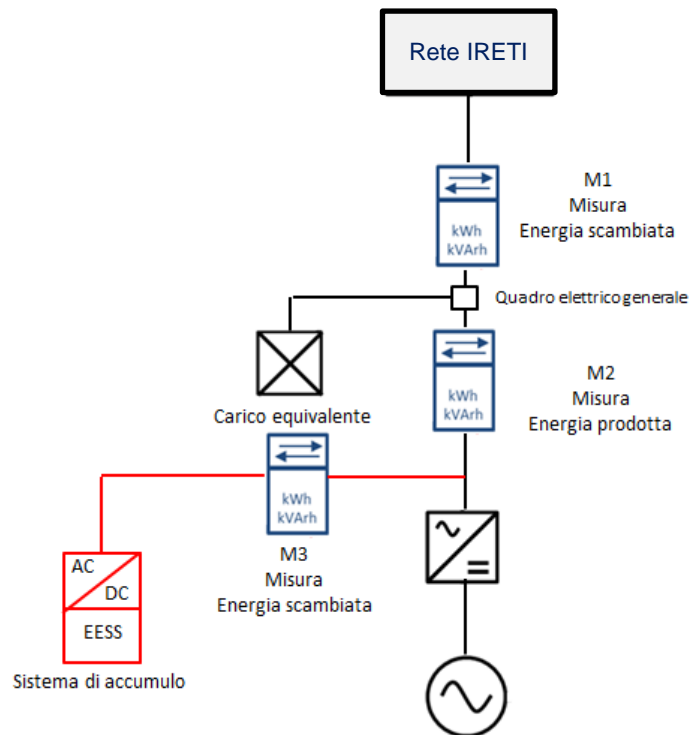 Rete IRETI
M1
Misura
Energia scambiata
kWh
kVArh
Quadro elettrico generale
M2
Misura
Energia prodotta
kWh
kVArh
Carico equivalente
kWh
kVArh
M3
Misura
Energia scambiata
AC
DC
EESS
Sistema di accumulo